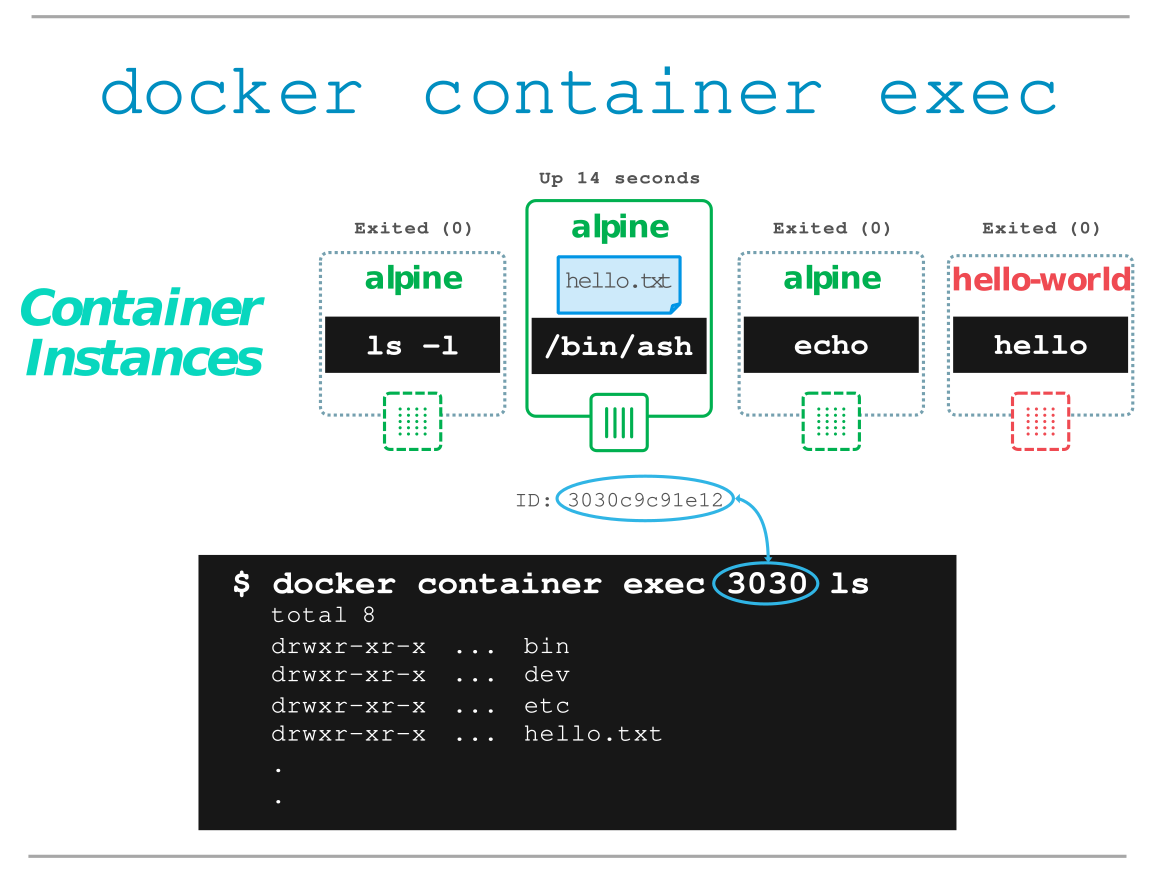 docker container exec
Up 14 seconds
Exited (0)
Exited (0)
Exited (0)
alpine
alpine
alpine
hello-world
hello.txt
Container
Instances
ls -l
/bin/ash
echo
hello
ID: 3030c9c91e12
$ docker container exec 3030 ls
total 8
drwxr-xr-x ... bin
drwxr-xr-x ... dev
drwxr-xr-x ... etc
drwxr-xr-x ... hello.txt
.
.